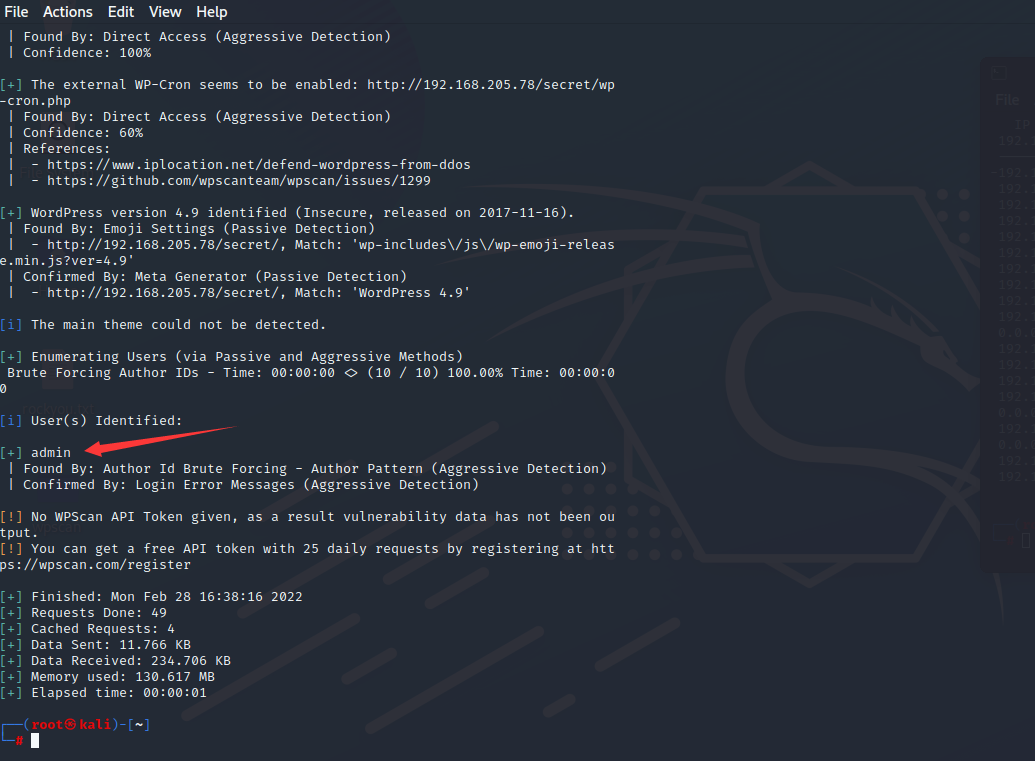 File Actions Edit View Help
| Found By: Direct Access (Aggressive Detection)
| Confidence: 100%
[+] The external WP-Cron seems to be enabled: http://192.168.205.78/secret/wp
-cron.php
| Found By: Direct Access (Aggressive Detection)
| Confidence: 60%
| References:
|  - https://www.iplocation.net/defend-wordpress-from-ddos
|  - https://github.com/wpscanteam/wpscan/issues/1299
[+] WordPress version 4.9 identified (Insecure, released on 2017-11-16).
| Found By: Emoji Settings (Passive Detection)
|  - http://192.168.205.78/secret/, Match: 'wp-includes\/js\/wp-emoji-releas
e.min.js?ver=4.9'
| Confirmed By: Meta Generator (Passive Detection)
|  - http://192.168.205.78/secret/, Match: 'WordPress 4.9'
[i] The main theme could not be detected.
[+] Enumerating Users (via Passive and Aggressive Methods)
Brute Forcing Author IDs - Time: 00:00:00 <> (10 / 10) 100.00% Time: 00:00:0
0
[i] User(s) Identified:
[+] admin
| Found By: Author Id Brute Forcing - Author Pattern (Aggressive Detection)
| Confirmed By: Login Error Messages (Aggressive Detection)
[!] No WPScan API Token given, as a result vulnerability data has not been ou
tput.
[!] You can get a free API token with 25 daily requests by registering at htt
ps://wpscan.com/register
[+] Finished: Mon Feb 28 16:38:16 2022
[+] Requests Done: 49
[+] Cached Requests: 4
[+] Data Sent: 11.766 KB
[+] Data Received: 234.706 KB
[+] Memory used: 130.617 MB
[+] Elapsed time: 00:00:01
┌──(root㉿kali)-[~]
└─#